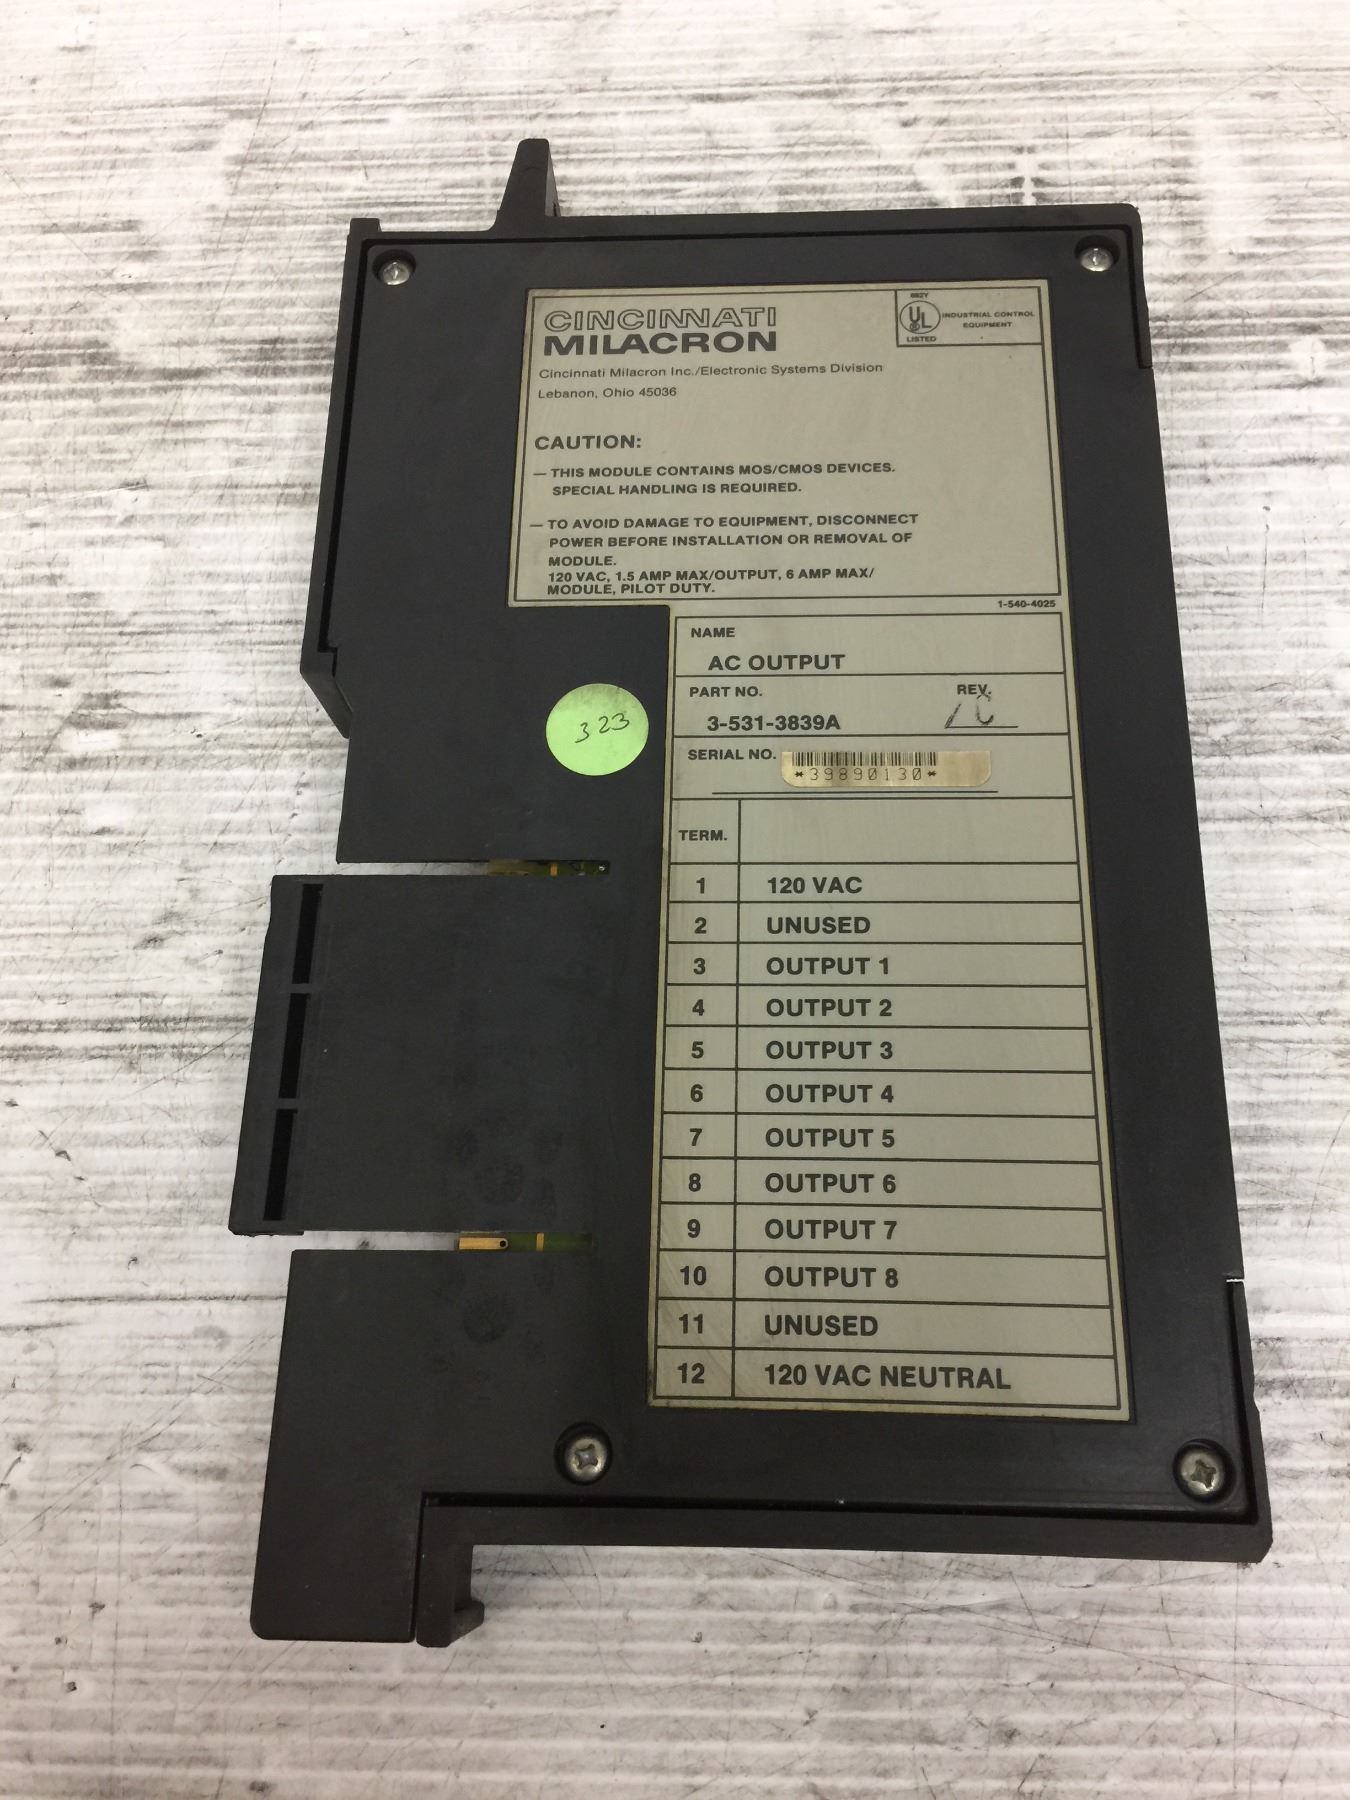 CINCINNATI
MILACRON
Cincinnati Milacron Inc./Electronic Systems Division
Lebanon, Ohio 45036
692Y
UL
LISTED
INDUSTRIAL CONTROL
EQUIPMENT
CAUTION:
— THIS MODULE CONTAINS MOS/CMOS DEVICES.
SPECIAL HANDLING IS REQUIRED.
— TO AVOID DAMAGE TO EQUIPMENT, DISCONNECT
POWER BEFORE INSTALLATION OR REMOVAL OF
MODULE.
120 VAC, 1.5 AMP MAX/OUTPUT, 6 AMP MAX/
MODULE, PILOT DUTY.
1-540-4025
NAME
AC OUTPUT
PART NO. REV.
3-531-3839A
SERIAL NO. *39890130*
323
TERM.
1 120 VAC
2 UNUSED
3 OUTPUT 1
4 OUTPUT 2
5 OUTPUT 3
6 OUTPUT 4
7 OUTPUT 5
8 OUTPUT 6
9 OUTPUT 7
10 OUTPUT 8
11 UNUSED
12 120 VAC NEUTRAL